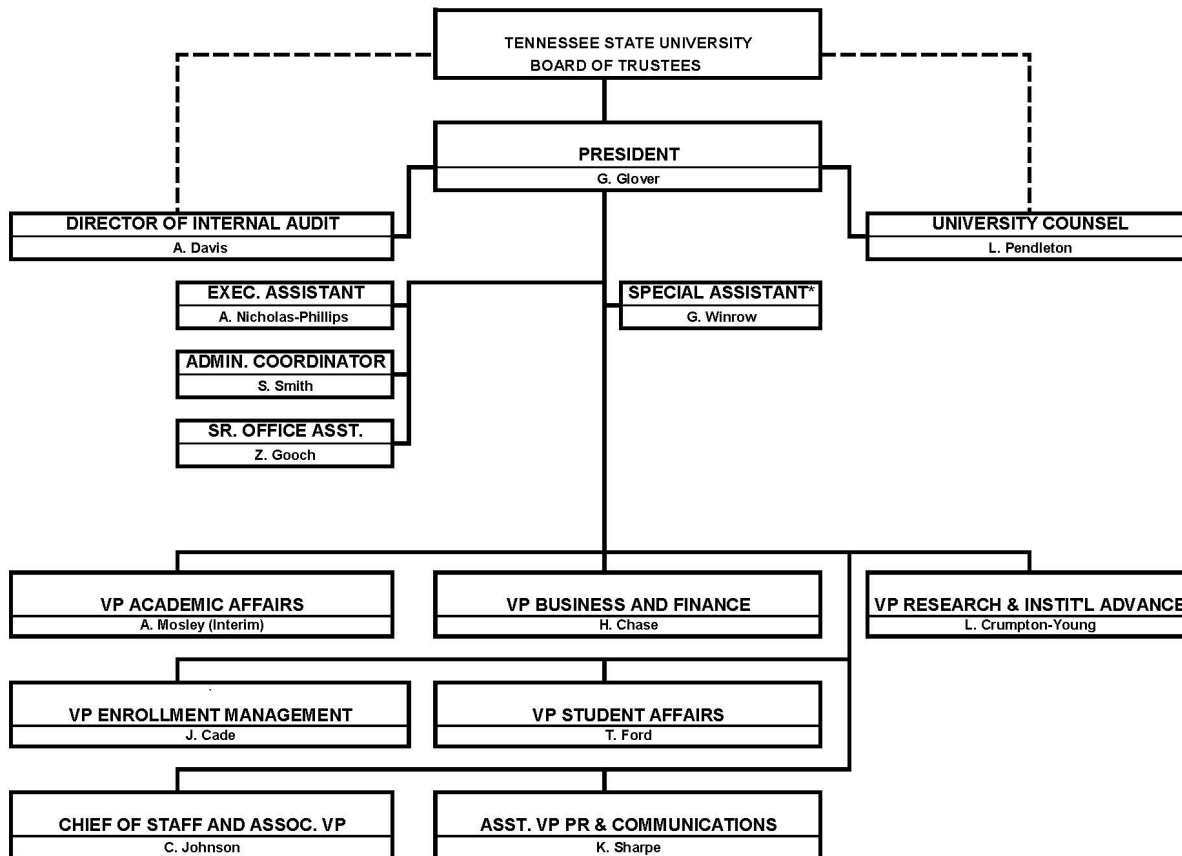 TENNESSEE STATE UNIVERSITY
BOARD OF TRUSTEES
PRESIDENT
G. Glover
DIRECTOR OF INTERNAL AUDIT
A. Davis
UNIVERSITY COUNSEL
L. Pendleton
EXEC. ASSISTANT
A. Nicholas-Phillips
SPECIAL ASSISTANT*
G. Winrow
ADMIN. COORDINATOR
S. Smith
SR. OFFICE ASST.
Z. Gooch
VP ACADEMIC AFFAIRS
A. Mosley (Interim)
VP BUSINESS AND FINANCE
H. Chase
VP RESEARCH & INSTIT'L ADVANCE
L. Crumpton-Young
VP ENROLLMENT MANAGEMENT
J. Cade
VP STUDENT AFFAIRS
T. Ford
CHIEF OF STAFF AND ASSOC. VP
C. Johnson
ASST. VP PR & COMMUNICATIONS
K. Sharpe